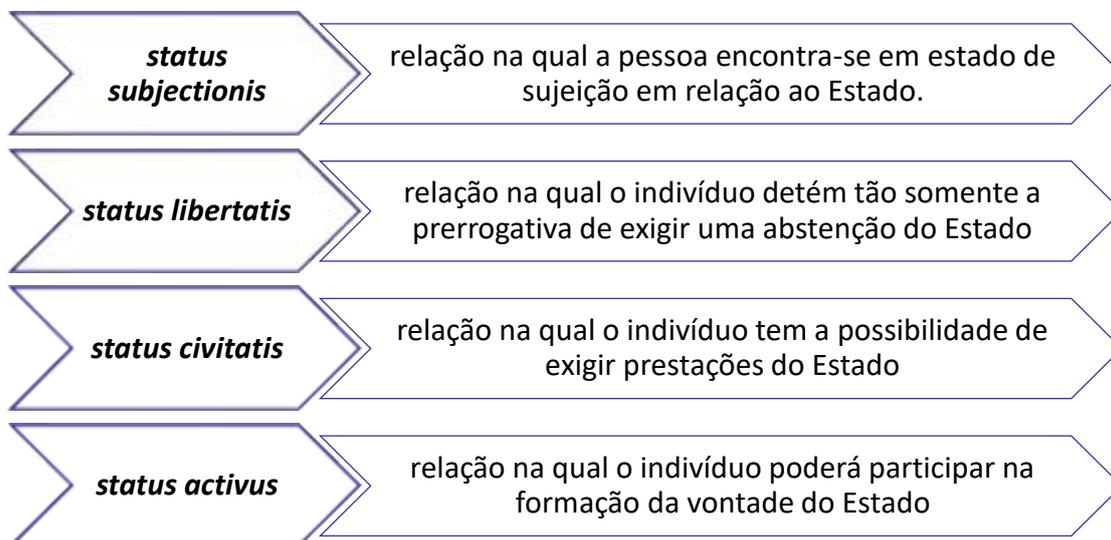 status
subjectionis
relação na qual a pessoa encontra-se em estado de
sujeição em relação ao Estado.
status libertatis
relação na qual o indivíduo detém tão somente a
prerrogativa de exigir uma abstenção do Estado
status civitatis
relação na qual o indivíduo tem a possibilidade de
exigir prestações do Estado
status activus
relação na qual o indivíduo poderá participar na
formação da vontade do Estado